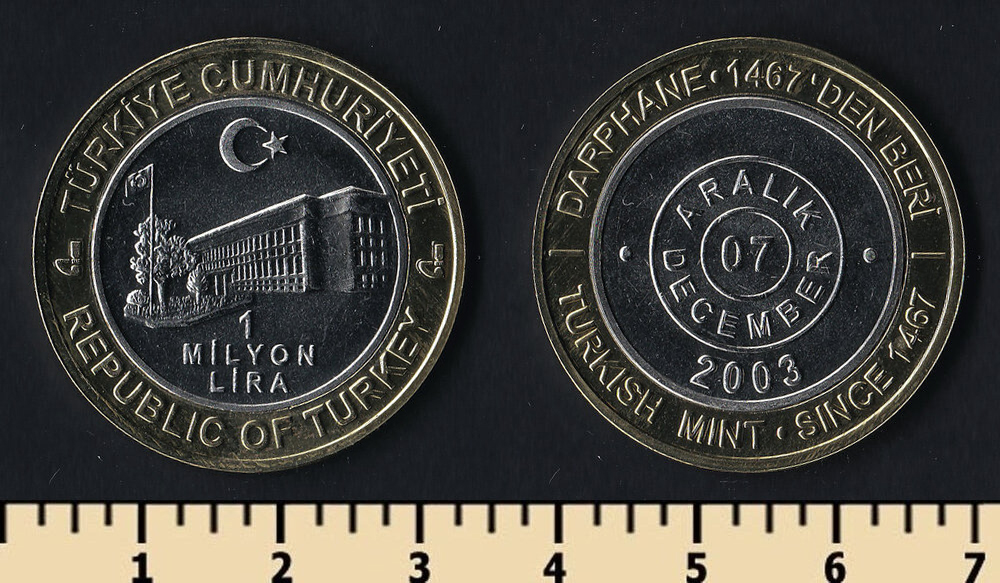 TÜRKİYE CUMHURİYETİ
1
MİLYON
LİRA
REPUBLIC OF TURKEY
DARPHANE · 1467'DEN BERİ
ARALIK
07
DECEMBER
2003
TURKISH MINT · SINCE 1467
1 2 3 4 5 6 7